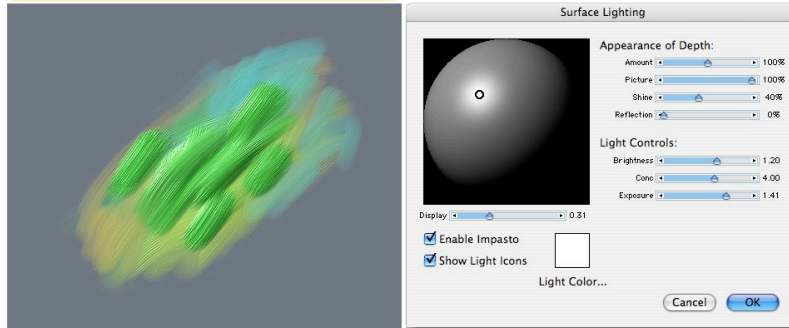 Surface Lighting
Appearance of Depth:
Amount 100%
Picture 100%
Shine 40%
Reflection 0%
Light Controls:
Brightness 1.20
Conc 4.00
Exposure 1.41
Display 0.31
Enable Impasto
Show Light Icons
Light Color...
Cancel OK